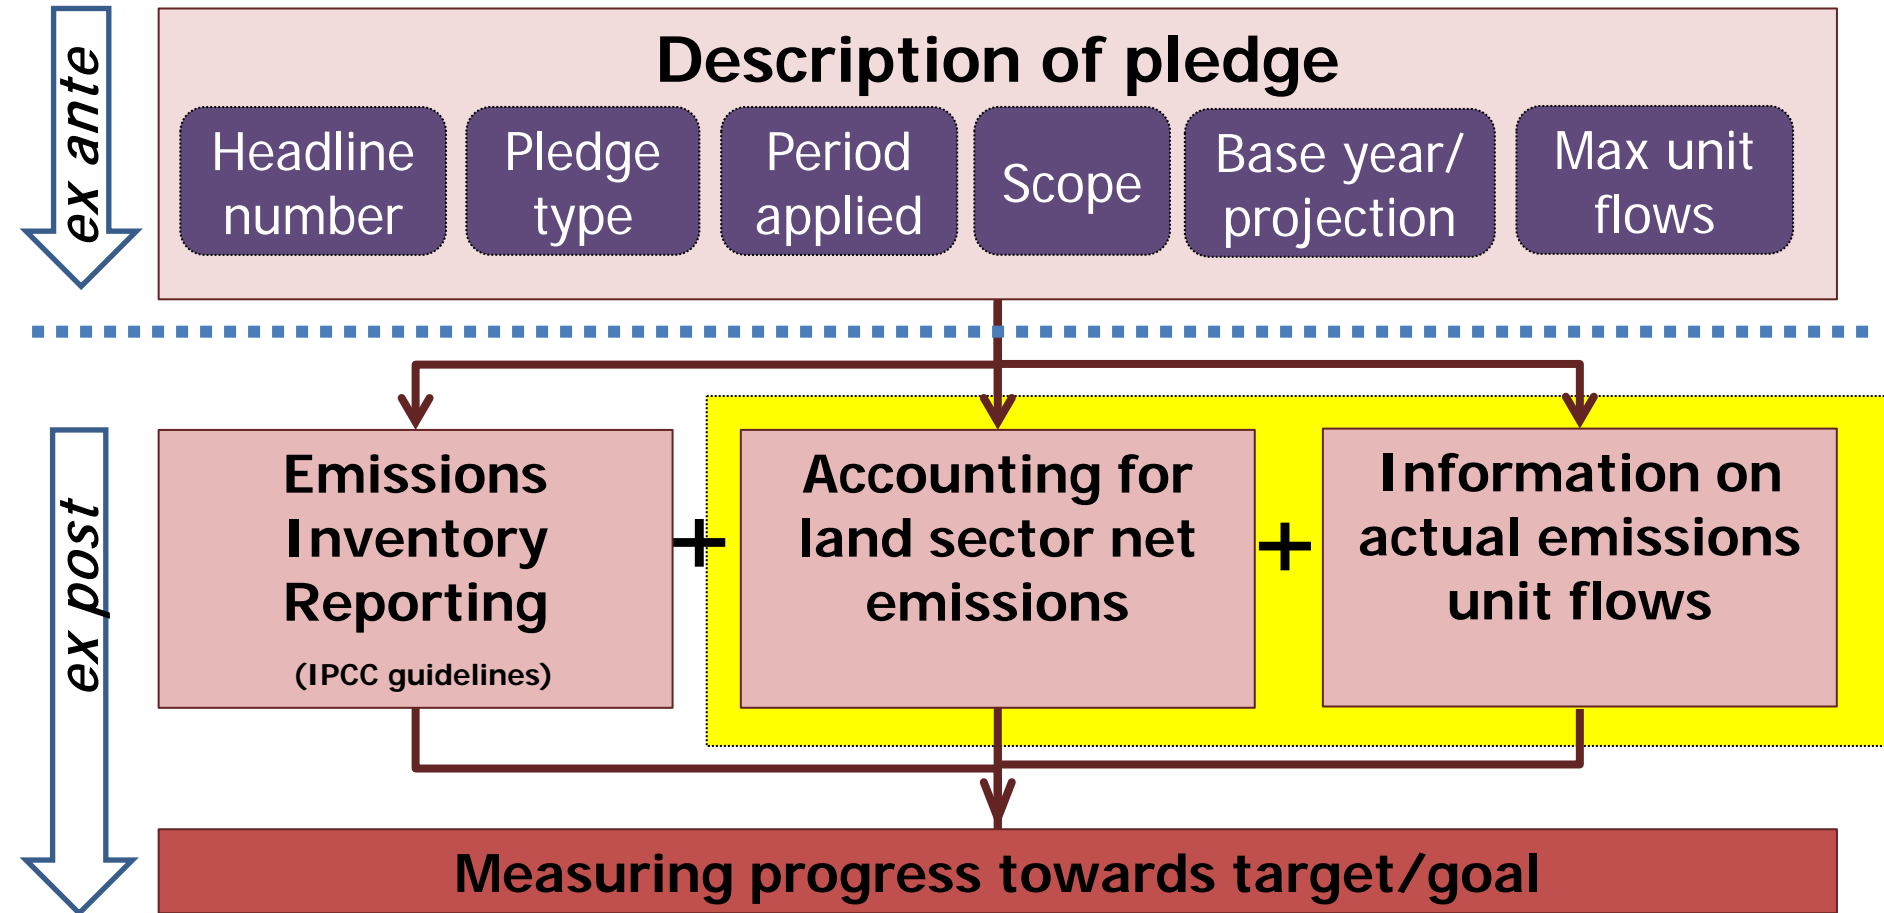 ex ante
Description of pledge
Headline
number
Pledge
type
Period
applied
Scope
Base year/
projection
Max unit
flows
ex post
Emissions
Inventory
Reporting
(IPCC guidelines)
+
Accounting for
land sector net
emissions
+
Information on
actual emissions
unit flows
Measuring progress towards target/goal